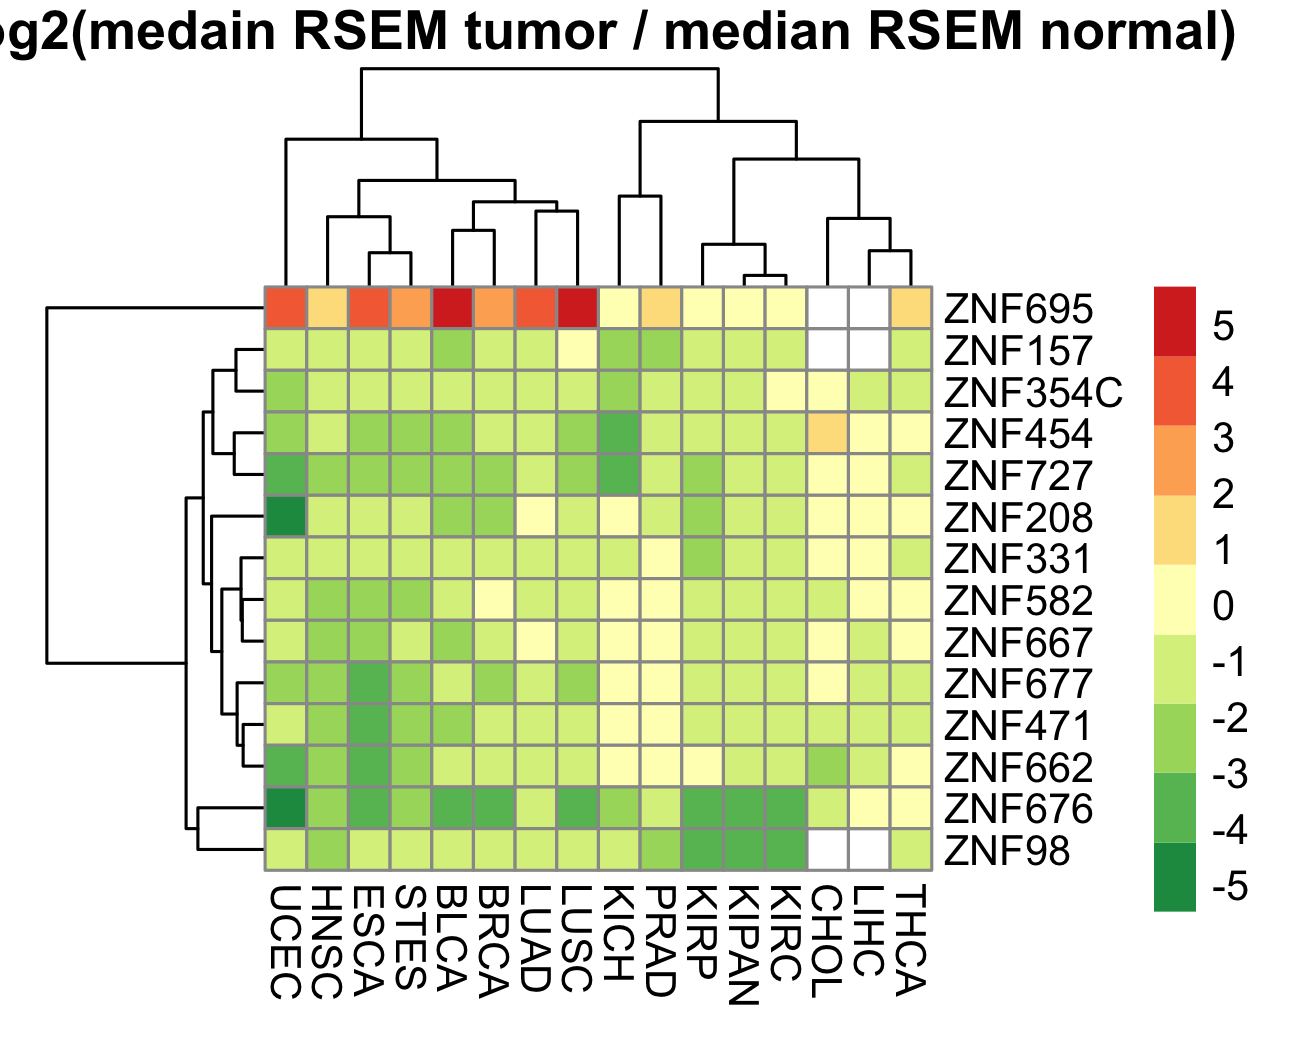 og2(medain RSEM tumor / median RSEM normal)
ZNF695
ZNF157
ZNF354C
ZNF454
ZNF727
ZNF208
ZNF331
ZNF582
ZNF667
ZNF677
ZNF471
ZNF662
ZNF676
ZNF98
5
4
3
2
1
0
-1
-2
-3
-4
-5
UCEC
HNSC
ESCA
STES
BLCA
BRCA
LUAD
LUSC
KICH
PRAD
KIRP
KIPAN
KIRC
CHOL
LIHC
THCA